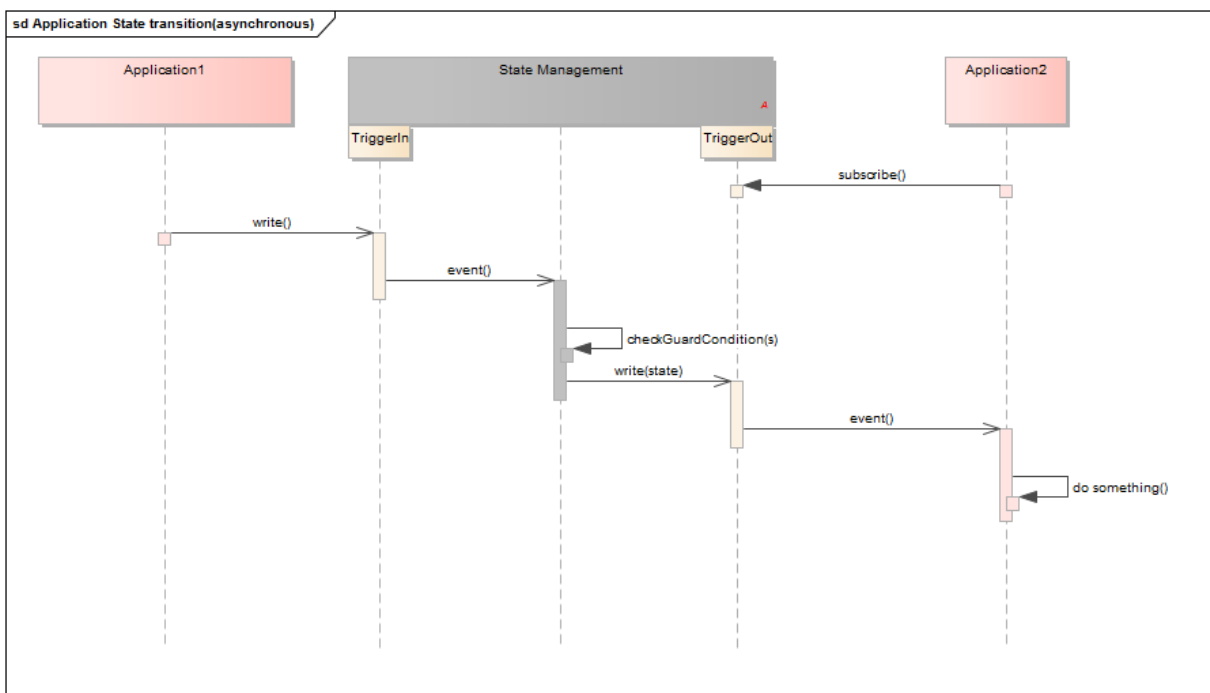 sd Application State transition(asynchronous)
Application1
State Management
Application2
A
TriggerIn
TriggerOut
subscribe()
write()
event()
checkGuardCondition(s)
write(state)
event()
do something()